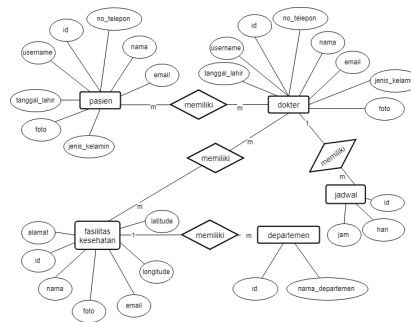 no_telepon
id
nama
username
email
tanggal_lahir
pasien
foto
jenis_kelamin
m
memiliki
m
no_telepon
id
nama
username
email
tanggal_lahir
jenis_kelamin
dokter
foto
1
m
memiliki
memiliki
m
jadwal
id
jam
hari
m
latitude
alamat
fasilitas
kesehatan
1
memiliki
m
departemen
id
longitude
nama
foto
email
id
nama_departemen